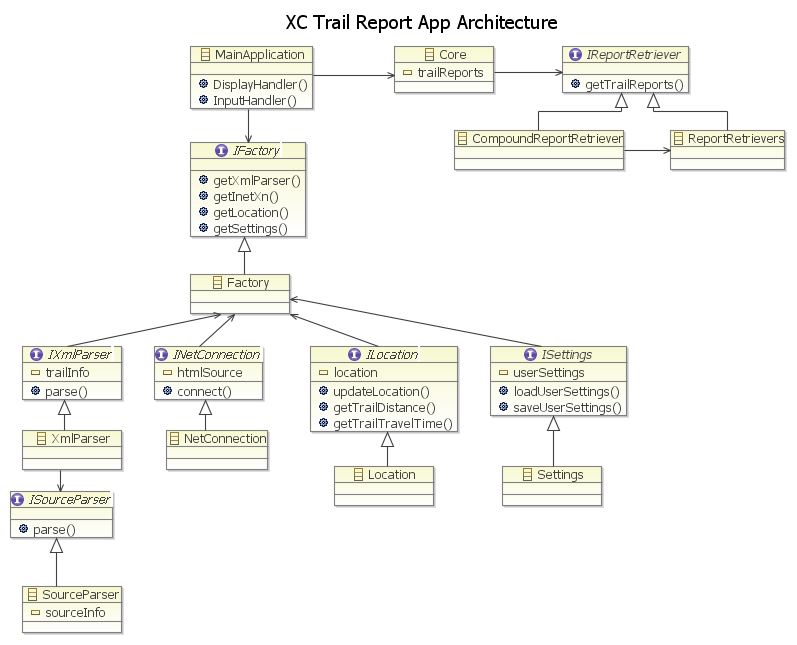 XC Trail Report App Architecture
MainApplication
DisplayHandler()
InputHandler()
Core
trailReports
I IReportRetriever
getTrailReports()
CompoundReportRetriever
ReportRetrievers
I IFactory
getXmlParser()
getInetXn()
getLocation()
getSettings()
Factory
I IXmlParser
trailInfo
parse()
I INetConnection
htmlSource
connect()
I ILocation
location
updateLocation()
getTrailDistance()
getTrailTravelTime()
I ISettings
userSettings
loadUserSettings()
saveUserSettings()
XmlParser
NetConnection
Location
Settings
I ISourceParser
parse()
SourceParser
sourceInfo